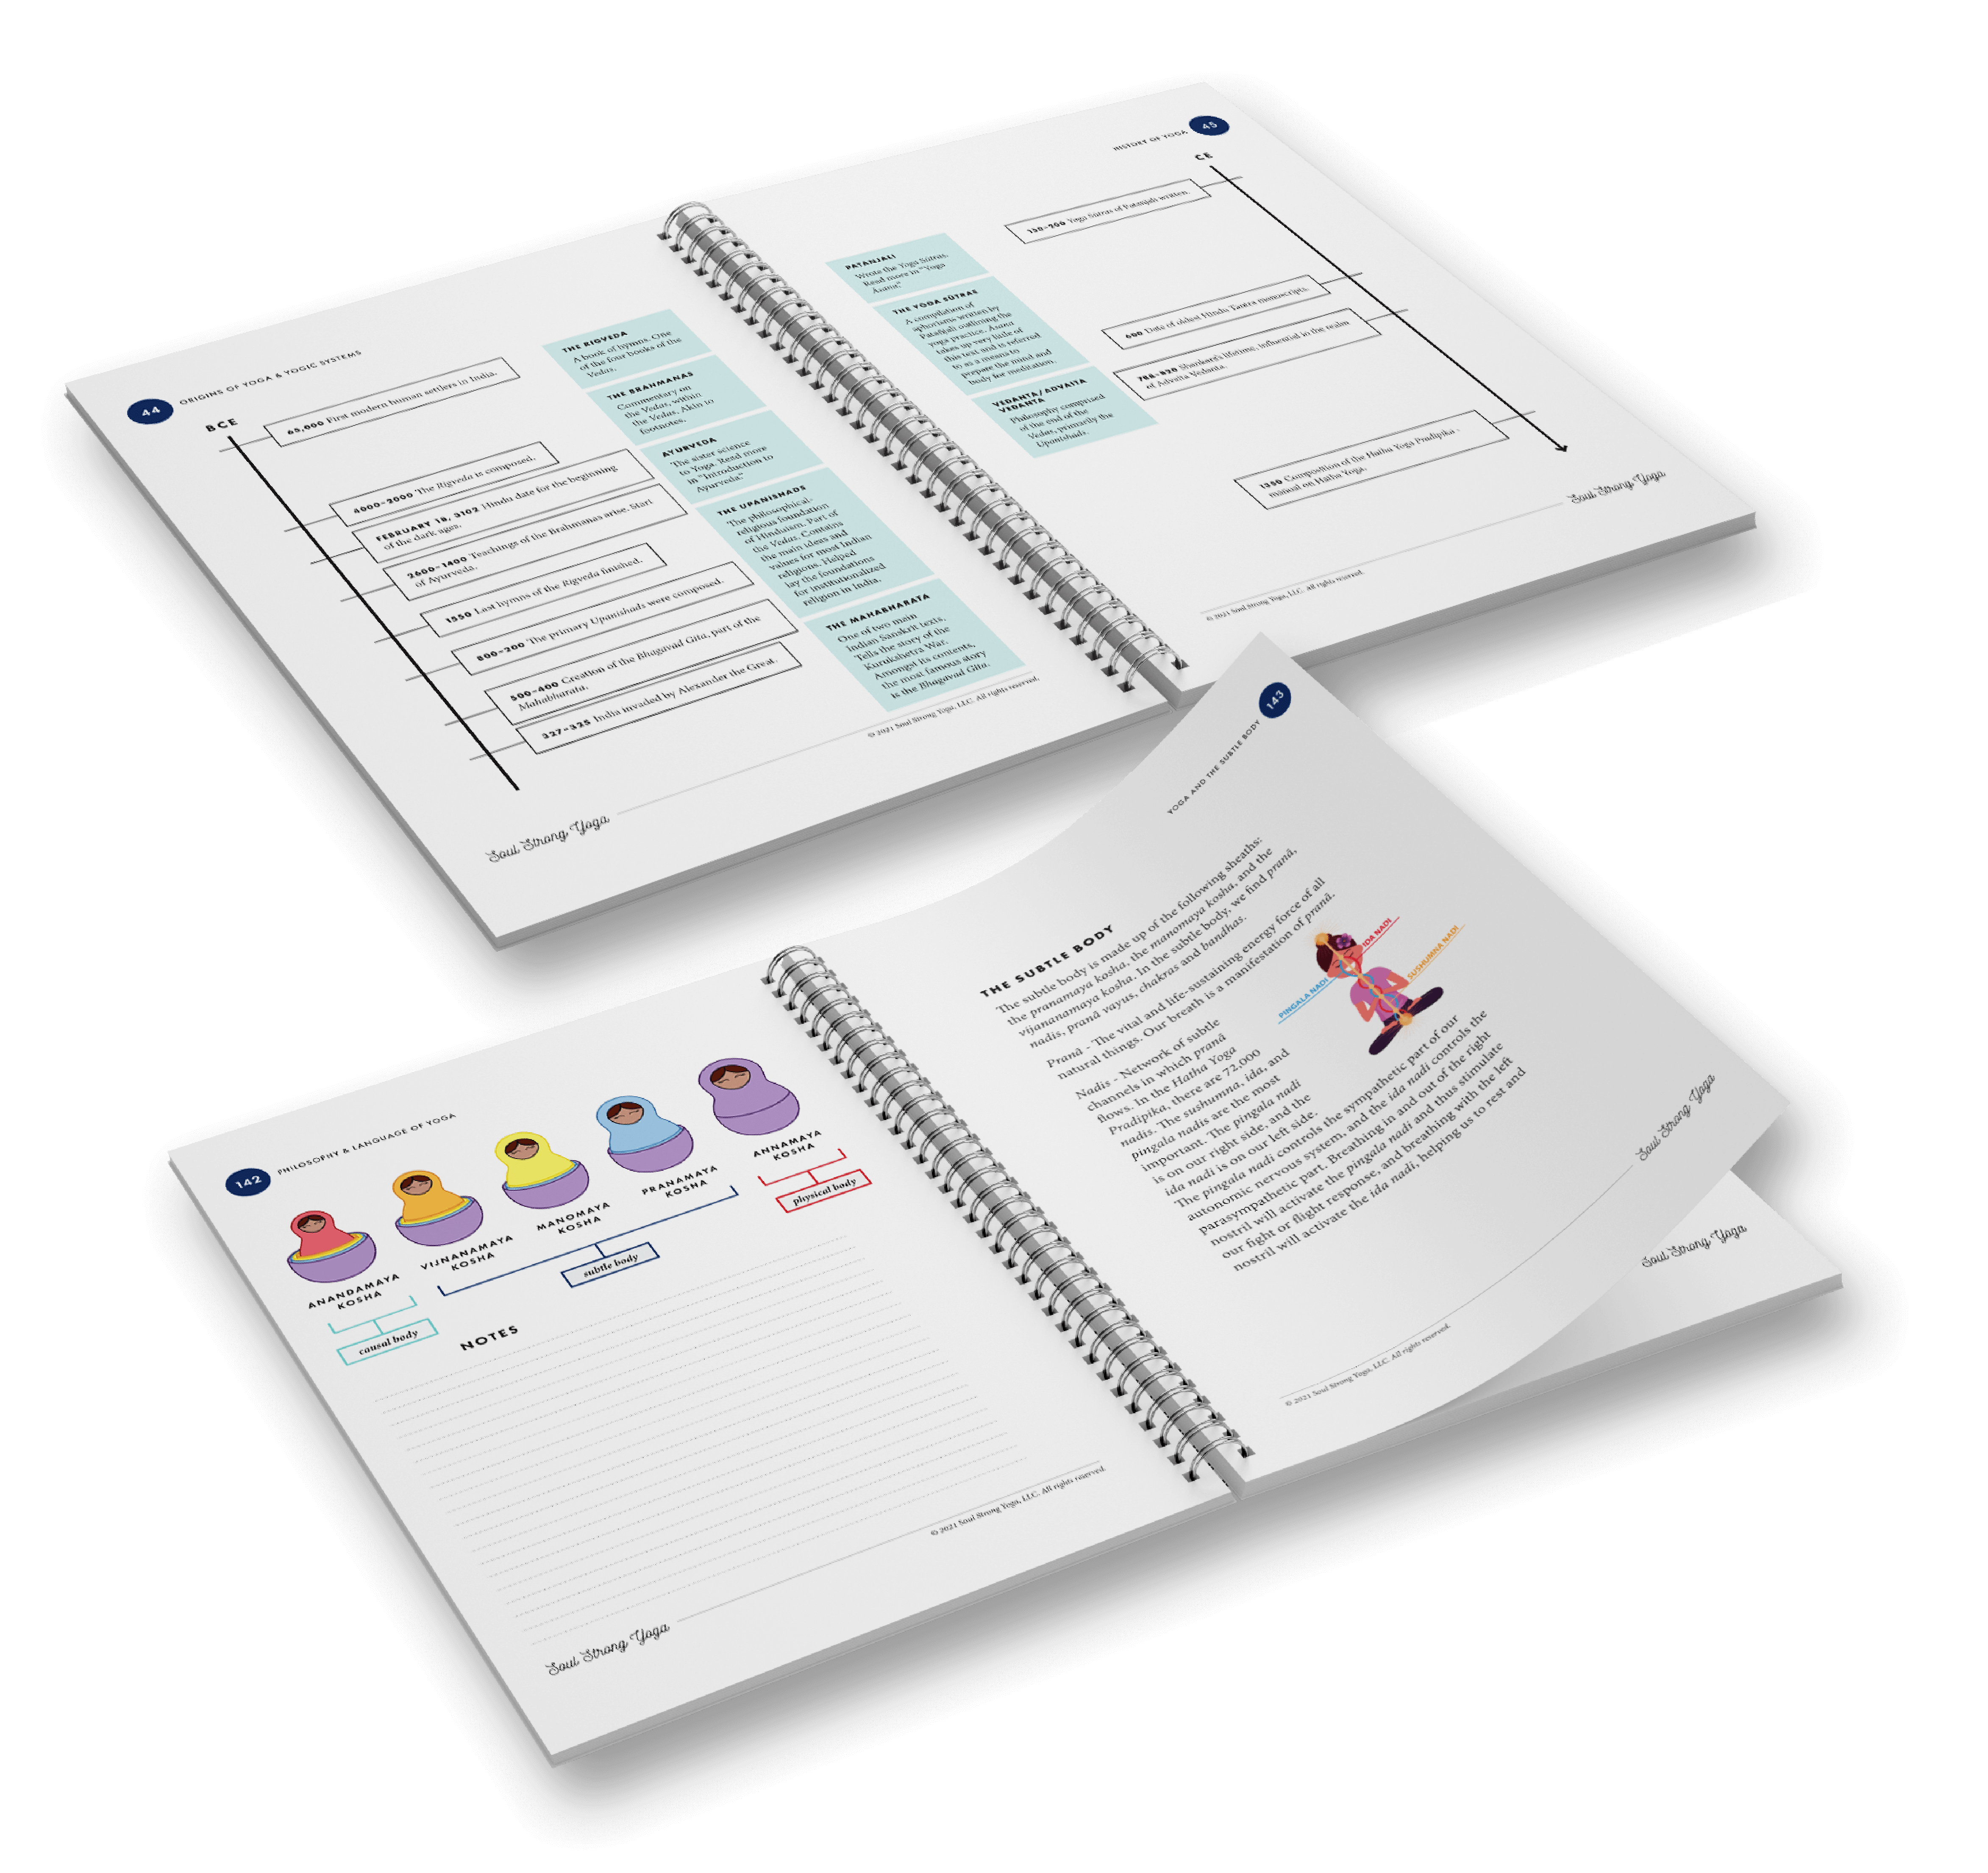 44
ORIGINS OF YOGA & YOGIC SYSTEMS
BCE
65,000 First modern human settlers in India.
4000–2000 The Rigveda is composed.
FEBRUARY 18, 3102 Hindu date for the beginning
of the dark ages.
2600–1400 Teachings of the Brahmanas arise. Start
of Ayurveda.
1550 Last hymns of the Rigveda finished.
800–200 The primary Upanishads were composed.
500–400 Creation of the Bhagavad Gita, part of the
Mahabharata.
327–325 India invaded by Alexander the Great.
THE RIGVEDA
A book of hymns. One
of the four books of the
Vedas.
THE BRAHMANAS
Commentary on
the Vedas, within
the Vedas. Akin to
footnotes.
AYURVEDA
The sister science
to Yoga. Read more
in "Introduction to
Ayurveda."
THE UPANISHADS
The philosophical-
religious foundation
of Hinduism. Part of
the Vedas. Contains
the main ideas and
values for most Indian
religions. Helped
lay the foundations
for institutionalized
religion in India.
THE MAHABHARATA
One of two main
Indian Sanskrit texts.
Tells the story of the
Kurukshetra War.
Amongst its contents,
the most famous story
is the Bhagavad Gita.
© 2021 Soul Strong Yoga, LLC. All rights reserved.
Soul Strong Yoga
HISTORY OF YOGA
45
CE
Yoga Sutras of Patanjali written.
600 Date of oldest Hindu Tantra manuscripts.
788–820 Shankara's lifetime, influential in the realm
of Advaita Vedanta.
1350 Composition of the Hatha Yoga Pradipika -
manual on Hatha Yoga.
PATANJALI
Wrote the Yoga Sutras.
Read more in "Yoga
Āsana."
THE YOGA SŪTRAS
A compilation of
aphorisms written by
Patañjali outlining the
yoga practice. Asana
takes up very little of
this text and is referred
to as a means to
prepare the mind and
body for meditation.
VEDANTA/ADVAITA
VEDANTA
Philosophy comprised
of the end of the
Vedas, primarily the
Upanishads.
Soul Strong Yoga
© 2021 Soul Strong Yoga, LLC. All rights reserved.
142
PHILOSOPHY & LANGUAGE OF YOGA
ANANDAMAYA
KOSHA
VIJNANAMAYA
KOSHA
MANOMAYA
KOSHA
PRANAMAYA
KOSHA
ANNAMAYA
KOSHA
causal body
subtle body
physical body
NOTES
© 2021 Soul Strong Yoga, LLC. All rights reserved.
Soul Strong Yoga
YOGA AND THE SUBTLE BODY
143
THE SUBTLE BODY
The subtle body is made up of the following sheaths:
the pranamaya kosha, the manomaya kosha, and the
vijananamaya kosha. In the subtle body, we find pranā,
nadis, pranā vayus, chakras and bandhas.
Pranā - The vital and life-sustaining energy force of all
natural things. Our breath is a manifestation of pranā.
Nadis - Network of subtle
channels in which pranā
flows. In the Hatha Yoga
Pradipika, there are 72,000
nadis. The sushumna, ida, and
pingala nadis are the most
important. The pingala nadi
is on our right side, and the
ida nadi is on our left side.
The pingala nadi controls the sympathetic part of our
autonomic nervous system, and the ida nadi controls the
parasympathetic part. Breathing in and out of the right
nostril will activate the pingala nadi and thus stimulate
our fight or flight response, and breathing with the left
nostril will activate the ida nadi, helping us to rest and
PINGALA NADI
IDA NADI
SUSHUMNA NADI
Soul Strong Yoga
© 2021 Soul Strong Yoga, LLC. All rights reserved.
Soul Strong Yoga